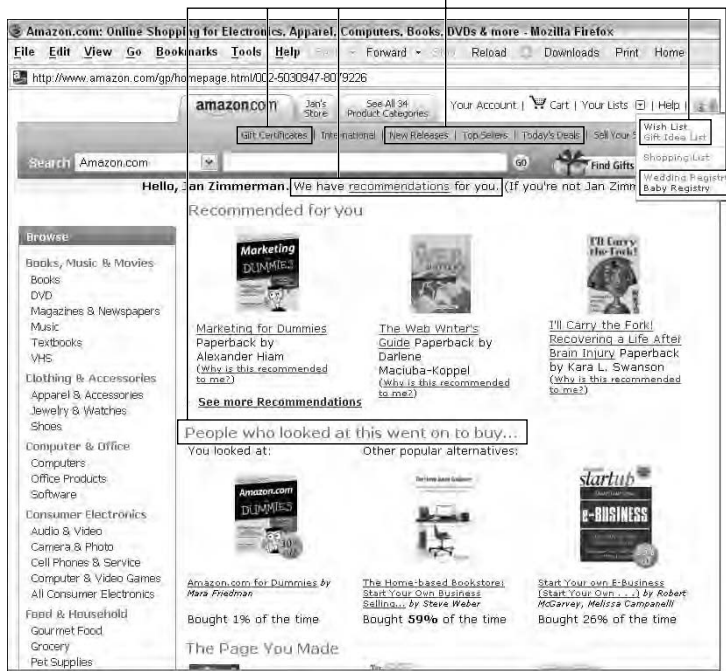 Amazon.com: Online Shopping for Electronics, Apparel, Computers, Books, DVDs & more - Mozilla Firefox
File Edit View Go Bookmarks Tools Help Forward Reload Downloads Print Home
http://www.amazon.com/gp/homepage.html/002-5030947-8079226
amazon.com Jan's Store See All 34 Product Categories Your Account | Cart | Your Lists | Help |
Gift Certificates | International | New Releases | Top Sellers | Today's Deals | Sell Your S
Wish List
Gift Idea List
Shopping List
Wedding Registry
Baby Registry
Search Amazon.com GO Find Gifts
Hello, Jan Zimmerman. We have recommendations for you. (If you're not Jan Zimm
Recommended for You
Browse
Books, Music & Movies
Books
DVD
Magazines & Newspapers
Music
Textbooks
VHS
Clothing & Accessories
Apparel & Accessories
Jewelry & Watches
Shoes
Computer & Office
Computers
Office Products
Software
Consumer Electronics
Audio & Video
Camera & Photo
Cell Phones & Service
Computer & Video Games
All Consumer Electronics
Food & Household
Gourmet Food
Grocery
Pet Supplies
Marketing
DUMMIES
I'll Carry
the Fork!
Marketing for Dummies
Paperback by
Alexander Hiam
(Why is this recommended
to me?)
The Web Writer's
Guide Paperback by
Darlene
Maciuba-Koppel
(Why is this recommended
to me?)
I'll Carry the Fork!
Recovering a Life After
Brain Injury Paperback
by Kara L. Swanson
(Why is this recommended
to me?)
See more Recommendations
People who looked at this went on to buy...
You looked at: Other popular alternatives:
Amazon.com
DUMMIES
startup
e-BUSINESS
Amazon.com for Dummies by
Mara Friedman
Bought 1% of the time
The Home-based Bookstore:
Start Your Own Business
Selling... by Steve Weber
Bought 59% of the time
Start Your own E-Business
(Start Your Own . . .) by Robert
McGarvey, Melissa Campanelli
Bought 26% of the time
The Page You Made